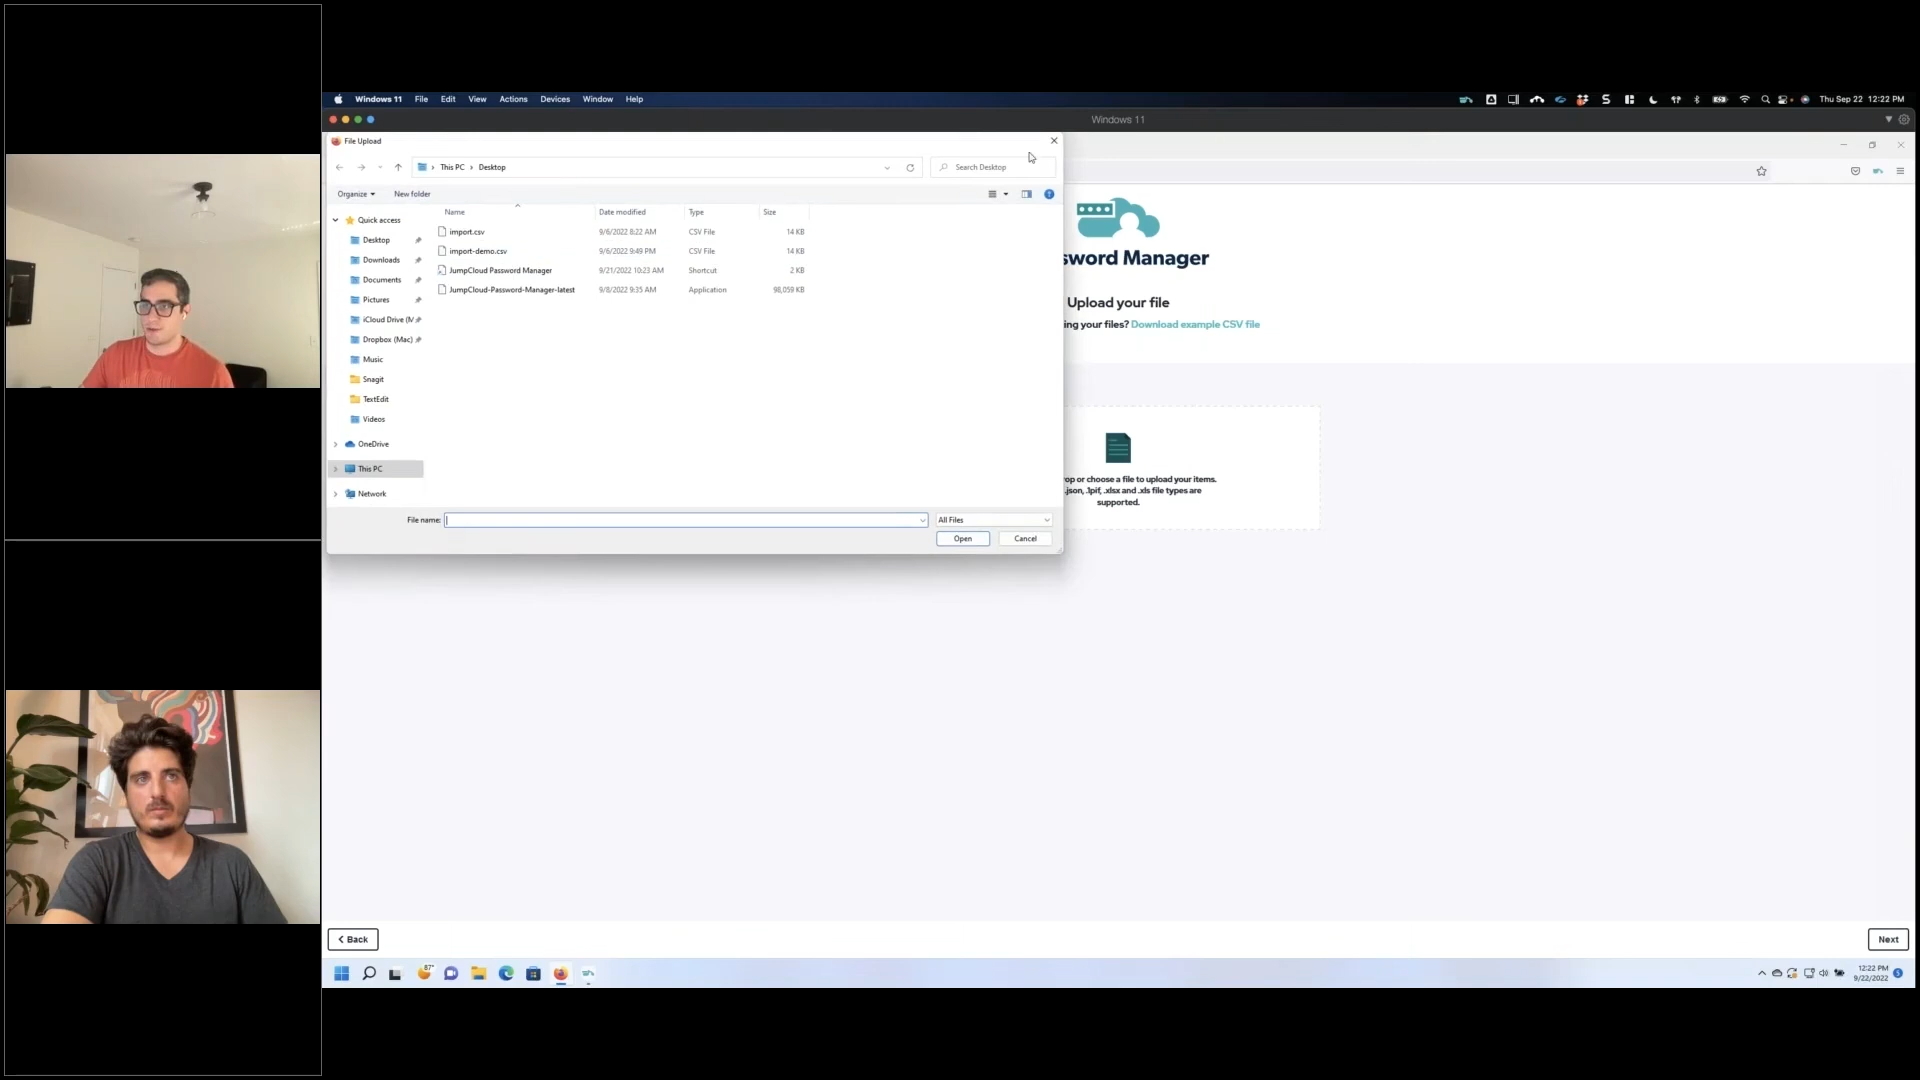 Windows 11 File Edit View Actions Devices Window Help
Thu Sep 22 12:22 PM
Windows 11
File Upload
This PC > Desktop
Search Desktop
Organize
New folder
Name Date modified Type Size
Quick access
Desktop
Downloads
Documents
Pictures
iCloud Drive (M
Dropbox (Mac)
Music
Snagit
TextEdit
Videos
OneDrive
This PC
Network
import.csv 9/6/2022 8:22 AM CSV File 14 KB
import-demo.csv 9/6/2022 9:49 PM CSV File 14 KB
JumpCloud Password Manager 9/21/2022 10:23 AM Shortcut 2 KB
JumpCloud-Password-Manager-latest 9/8/2022 9:35 AM Application 98,059 KB
File name:
All Files
Open
Cancel
sword Manager
Upload your file
ing your files? Download example CSV file
op or choose a file to upload your items.
.json, .1pif, .xlsx and .xls file types are
supported.
< Back
Next
87°
12:22 PM
9/22/2022